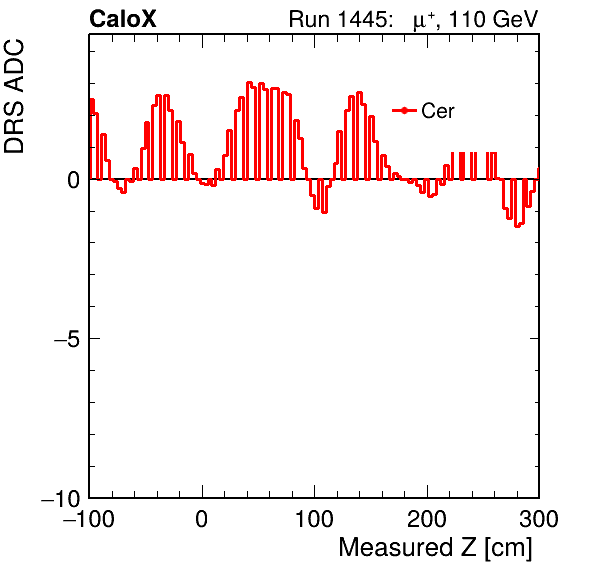 CaloX Run 1445: μ⁺, 110 GeV
DRS ADC
Cer
0
−5
−10
−100 0 100 200 300
Measured Z [cm]